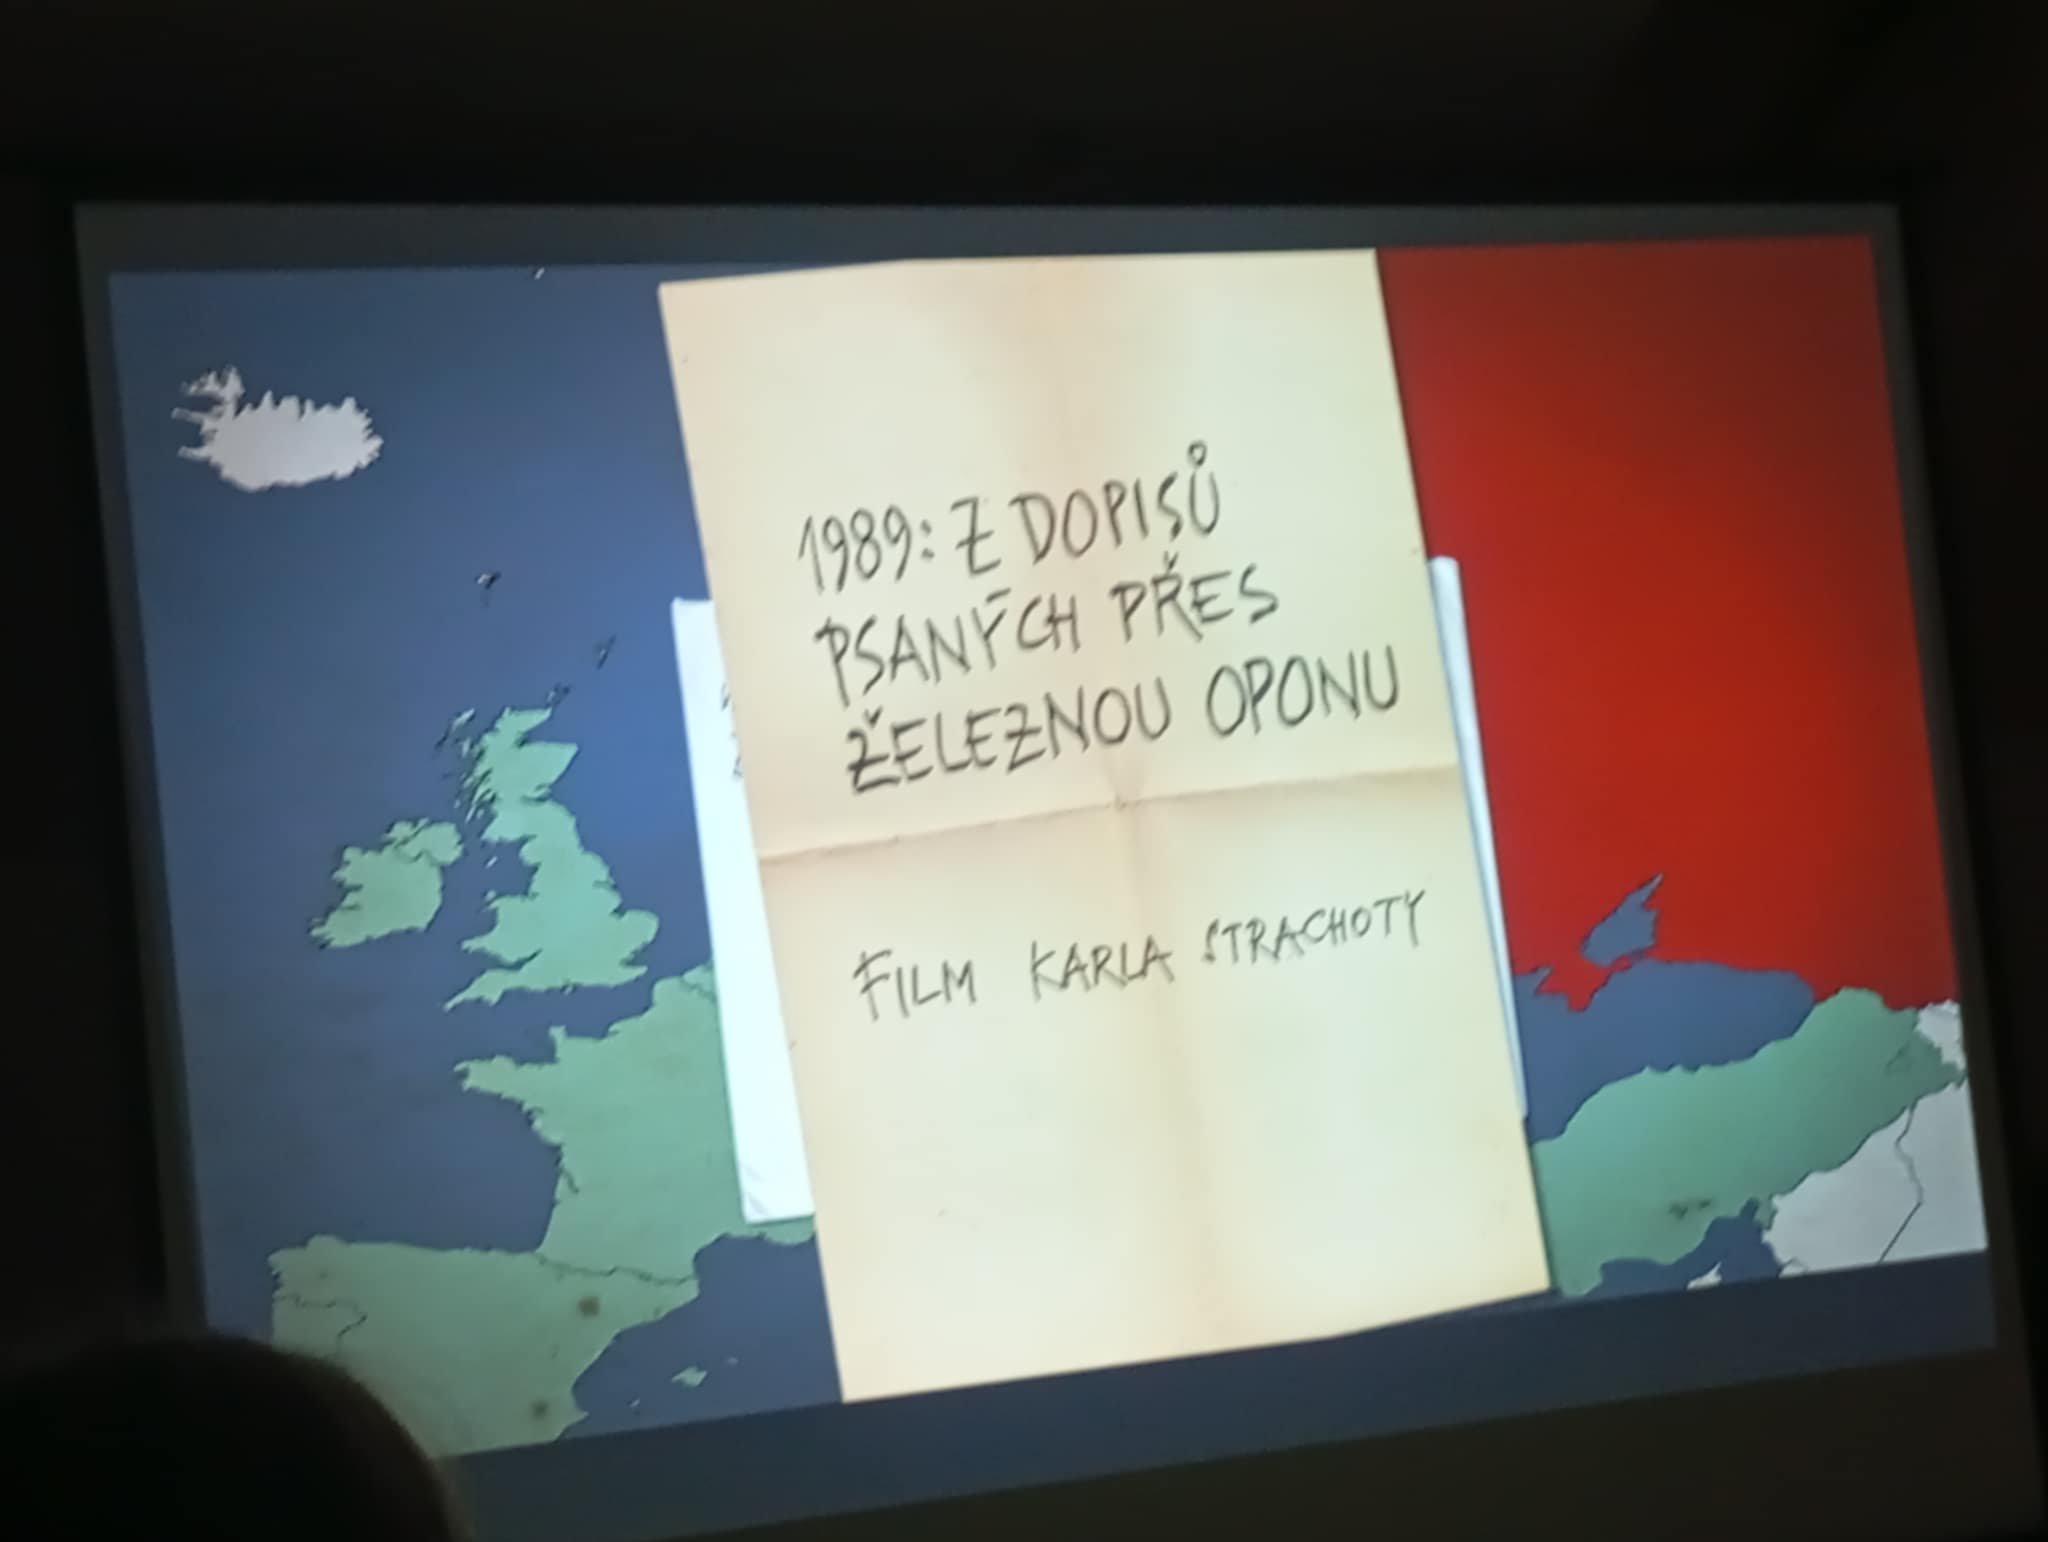 1989: Z DOPISŮ
PSANÝCH PŘES
ŽELEZNOU OPONU
FILM KARLA STRACHOTY